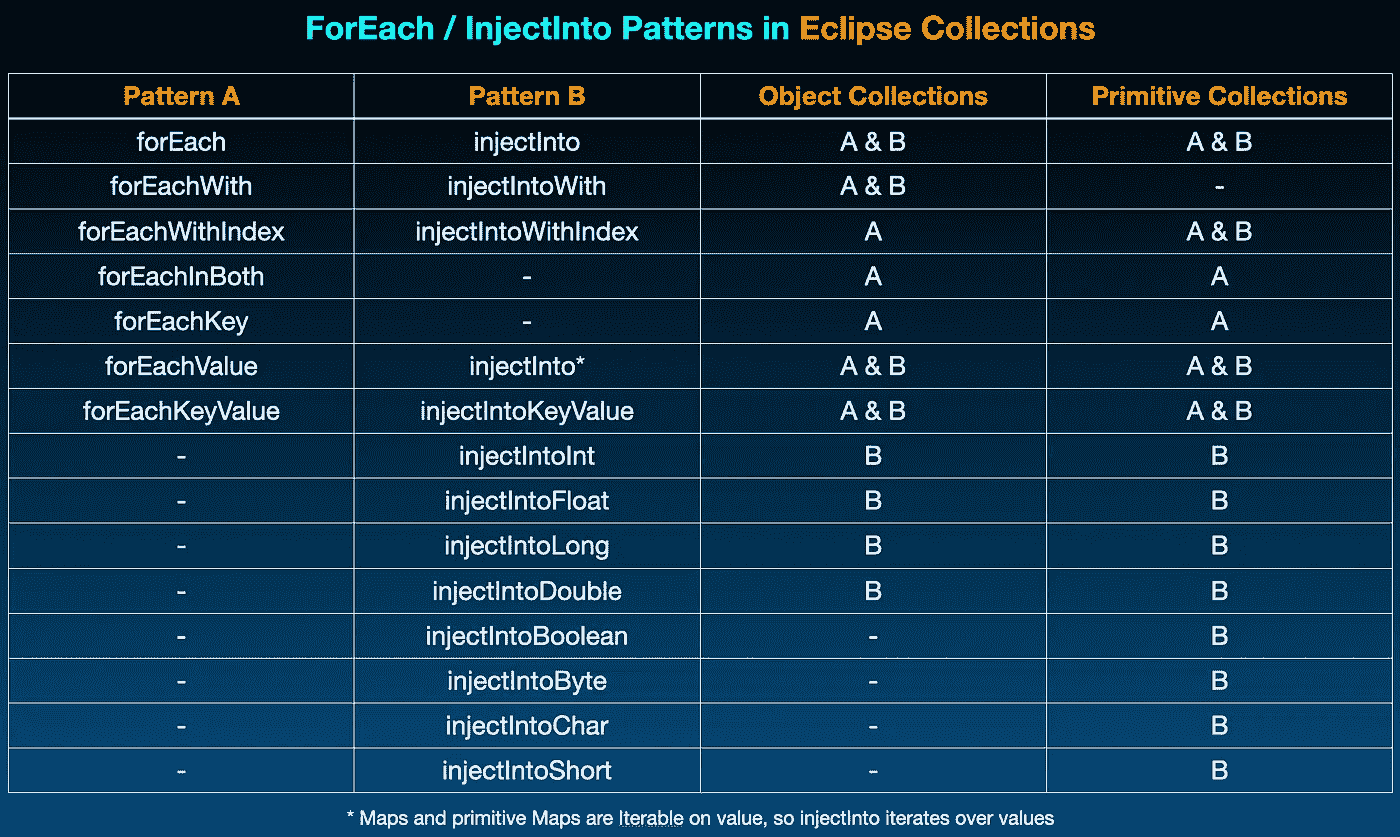 ForEach / InjectInto Patterns in Eclipse Collections
Pattern A Pattern B Object Collections Primitive Collections
forEach injectInto A & B A & B
forEachWith injectIntoWith A & B -
forEachWithIndex injectIntoWithIndex A A & B
forEachInBoth - A A
forEachKey - A A
forEachValue injectInto* A & B A & B
forEachKeyValue injectIntoKeyValue A & B A & B
- injectIntoInt B B
- injectIntoFloat B B
- injectIntoLong B B
- injectIntoDouble B B
- injectIntoBoolean - B
- injectIntoByte - B
- injectIntoChar - B
- injectIntoShort - B
* Maps and primitive Maps are Iterable on value, so injectInto iterates over values